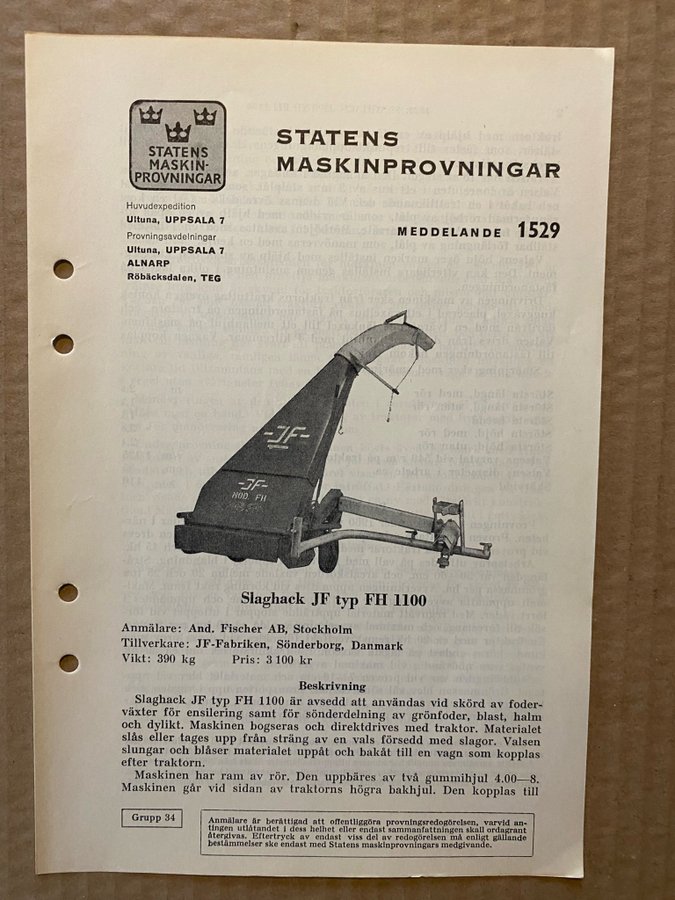 STATENS
MASKIN-
PROVNINGAR
STATENS
MASKINPROVNINGAR
Huvudexpedition
Ultuna, UPPSALA 7
Provningsavdelningar
Ultuna, UPPSALA 7
ALNARP
Röbäcksdalen, TEG
MEDDELANDE 1529
-JF-
-JF-
MOD. FH
Slaghack JF typ FH 1100
Anmälare: And. Fischer AB, Stockholm
Tillverkare: JF-Fabriken, Sönderborg, Danmark
Vikt: 390 kg Pris: 3 100 kr
Beskrivning
Slaghack JF typ FH 1100 är avsedd att användas vid skörd av foder-
växter för ensilering samt för sönderdelning av grönfoder, blast, halm
och dylikt. Maskinen bogseras och direktdrives med traktor. Materialet
slås eller tages upp från sträng av en vals försedd med slagor. Valsen
slungar och blåser materialet uppåt och bakåt till en vagn som kopplas
efter traktorn.
Maskinen har ram av rör. Den uppbäres av två gummihjul 4.00—8.
Maskinen går vid sidan av traktorns högra bakhjul. Den kopplas till
Grupp 34
Anmälare är berättigad att offentliggöra provningsredogörelsen, varvid an-
tingen utlåtandet i dess helhet eller endast sammanfattningen skall ordagrant
återgivas. Eftertryck av endast viss del av redogörelsen må enligt gällande
bestämmelser ske endast med Statens maskinprovningars medgivande.